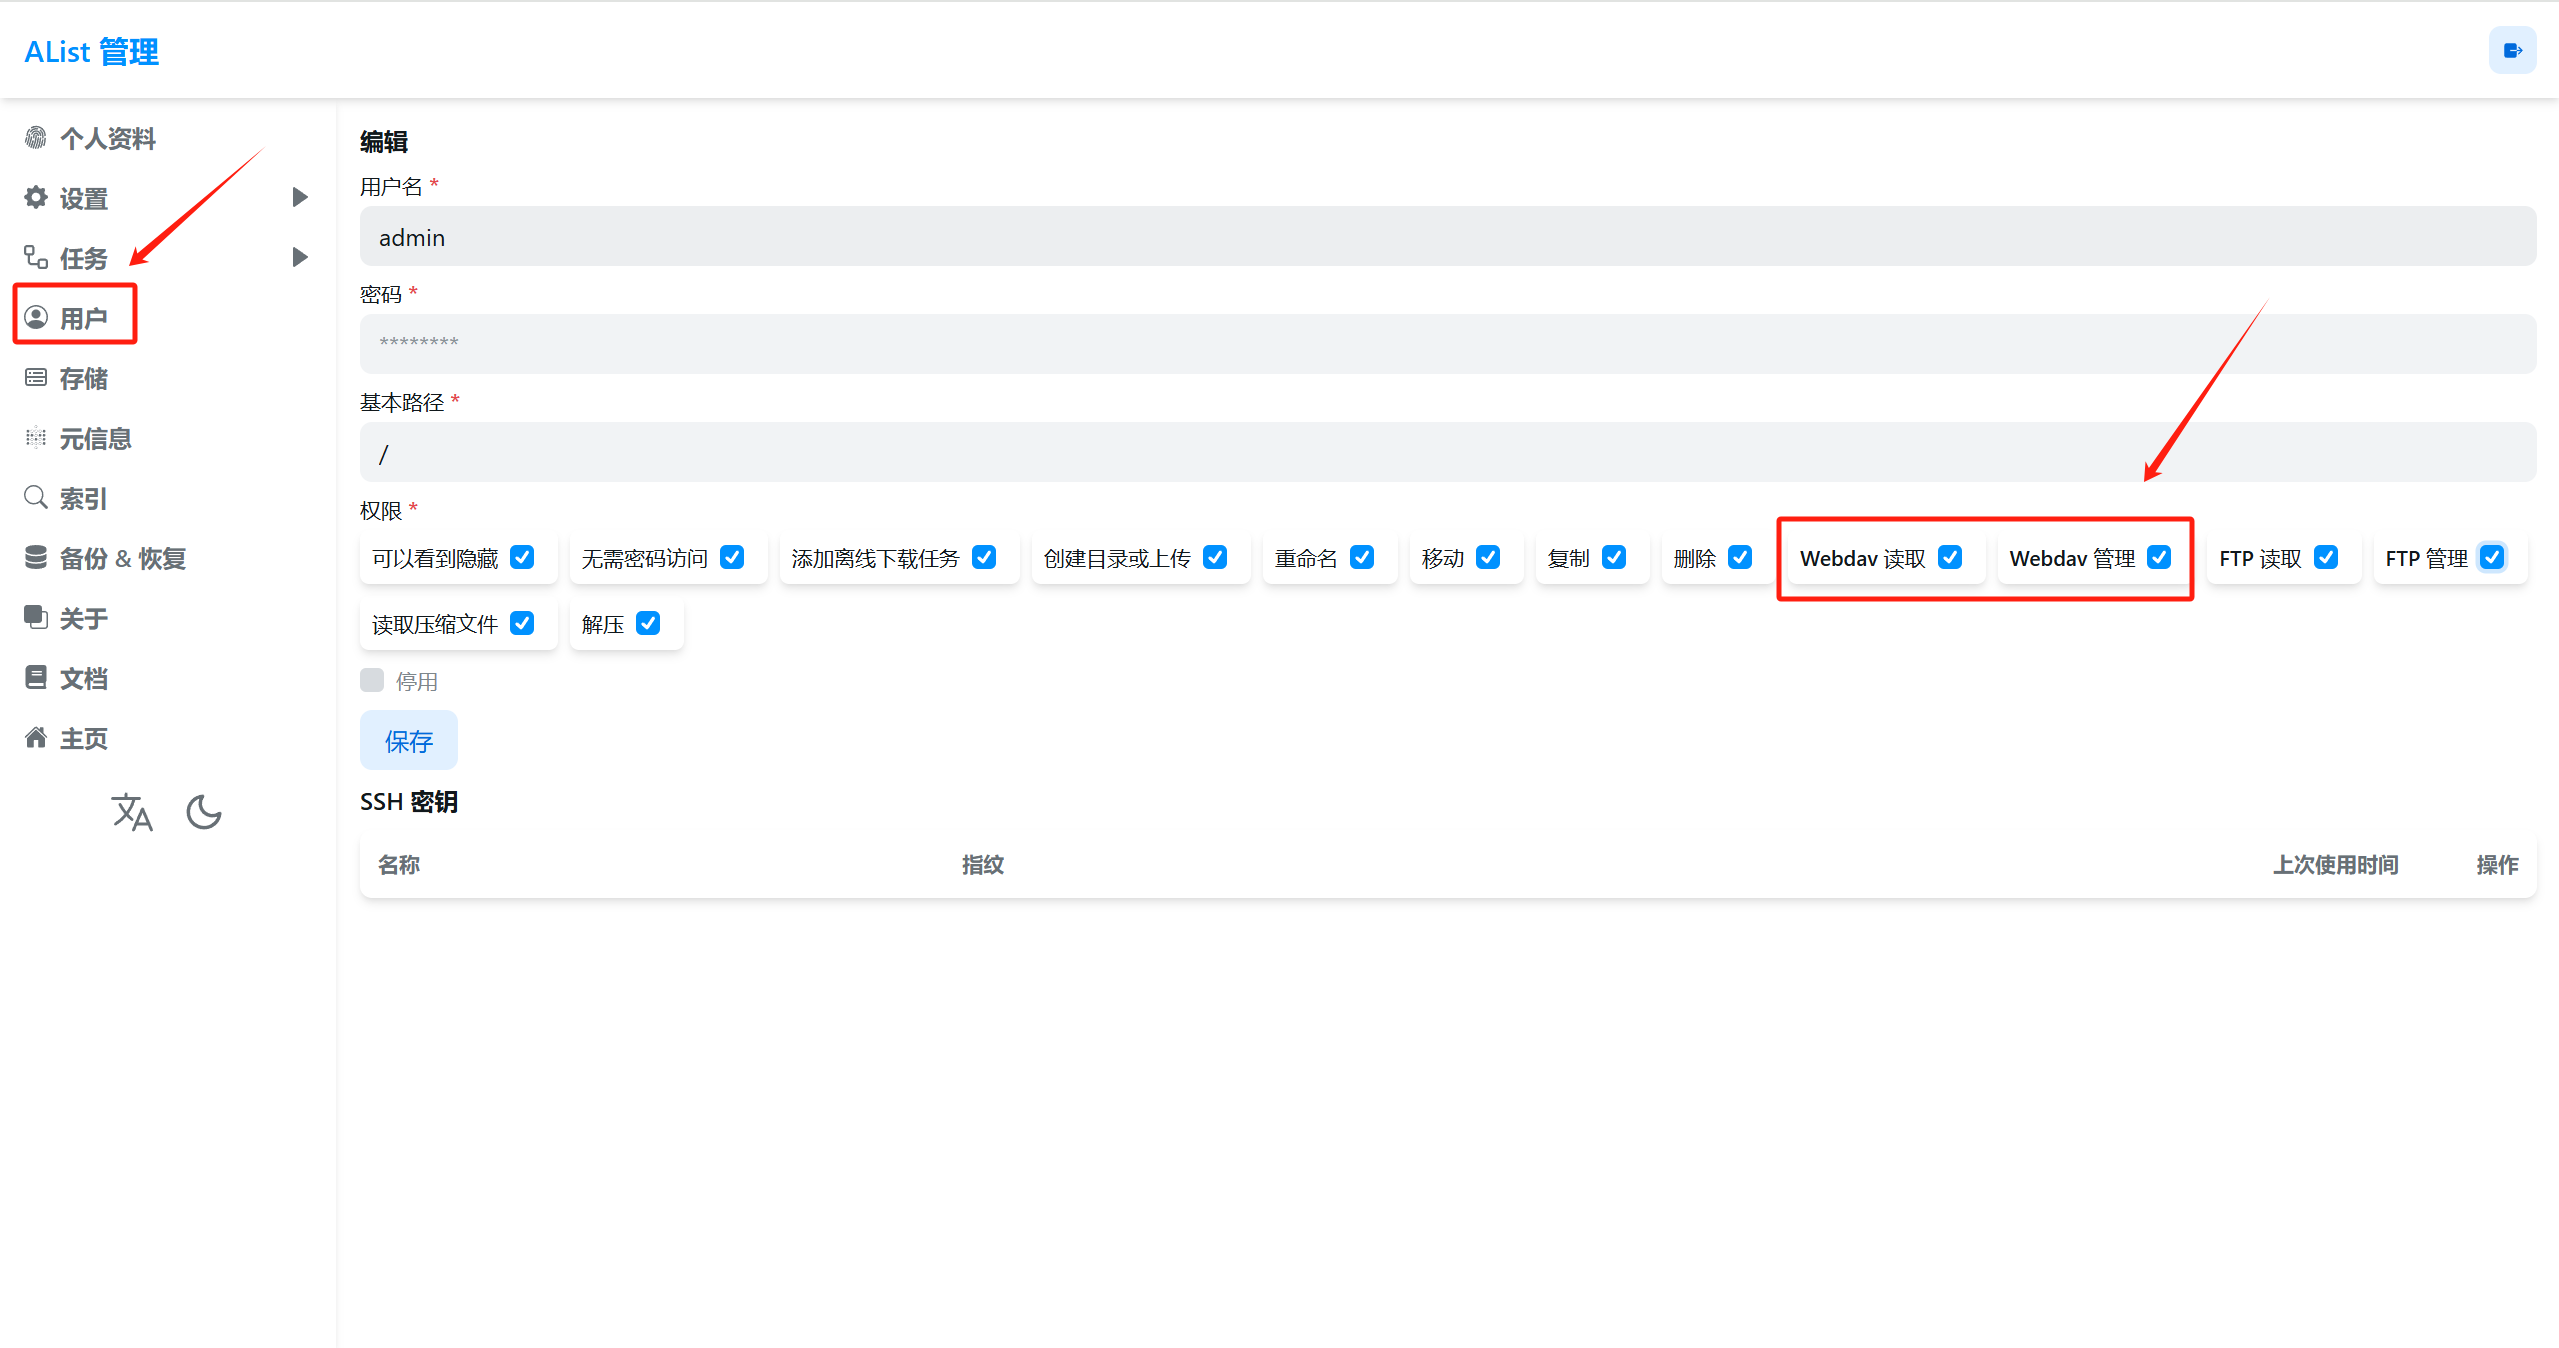 AList 管理
个人资料
设置
任务
用户
存储
元信息
索引
备份 & 恢复
关于
文档
主页
编辑
用户名 *
admin
密码 *
********
基本路径 *
/
权限 *
可以看到隐藏 无需密码访问 添加离线下载任务 创建目录或上传 重命名 移动 复制 删除 Webdav 读取 Webdav 管理 FTP 读取 FTP 管理
读取压缩文件 解压
停用
保存
SSH 密钥
名称 指纹 上次使用时间 操作